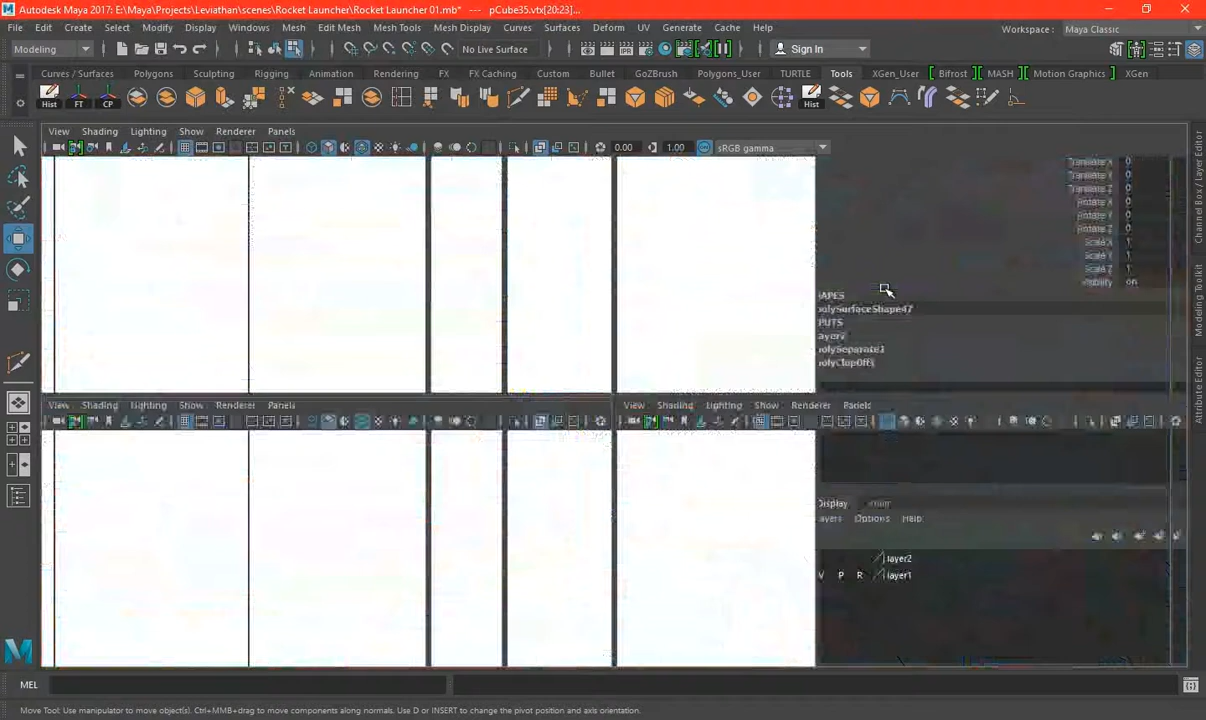 Autodesk Maya 2017: E:\Maya\Projects\Leviathan\scenes\Rocket Launcher\Rocket Launcher 01.mb* --- pCube35.vtx[20:23]...
File Edit Create Select Modify Display Windows Mesh Edit Mesh Mesh Tools Mesh Display Curves Surfaces Deform UV Generate Cache Help Workspace : Maya Classic
Modeling No Live Surface Sign In
Curves / Surfaces Polygons Sculpting Rigging Animation Rendering FX FX Caching Custom Bullet GoZBrush Polygons_User TURTLE Tools XGen_User Bifrost MASH Motion Graphics XGen
Hist FT CP Hist
View Shading Lighting Show Renderer Panels
0.00 1.00 sRGB gamma
Translate X 0
Translate Y 0
Translate Z 0
Rotate X 0
Rotate Y 0
Rotate Z 0
Scale X 1
Scale Y 1
Scale Z 1
Visibility on
APES
polySurfaceShape47
PUTS
layer7
polySeparate1
View Shading Lighting Show Renderer Panels View Shading Lighting Show Renderer Panels
Display
ayers Options Help
layer2
V P R layer1
Channel Box / Layer Editor
Modeling Toolkit
Attribute Editor
MEL
Move Tool: Use manipulator to move object(s). Ctrl+MMB+drag to move components along normals. Use D or INSERT to change the pivot position and axis orientation.